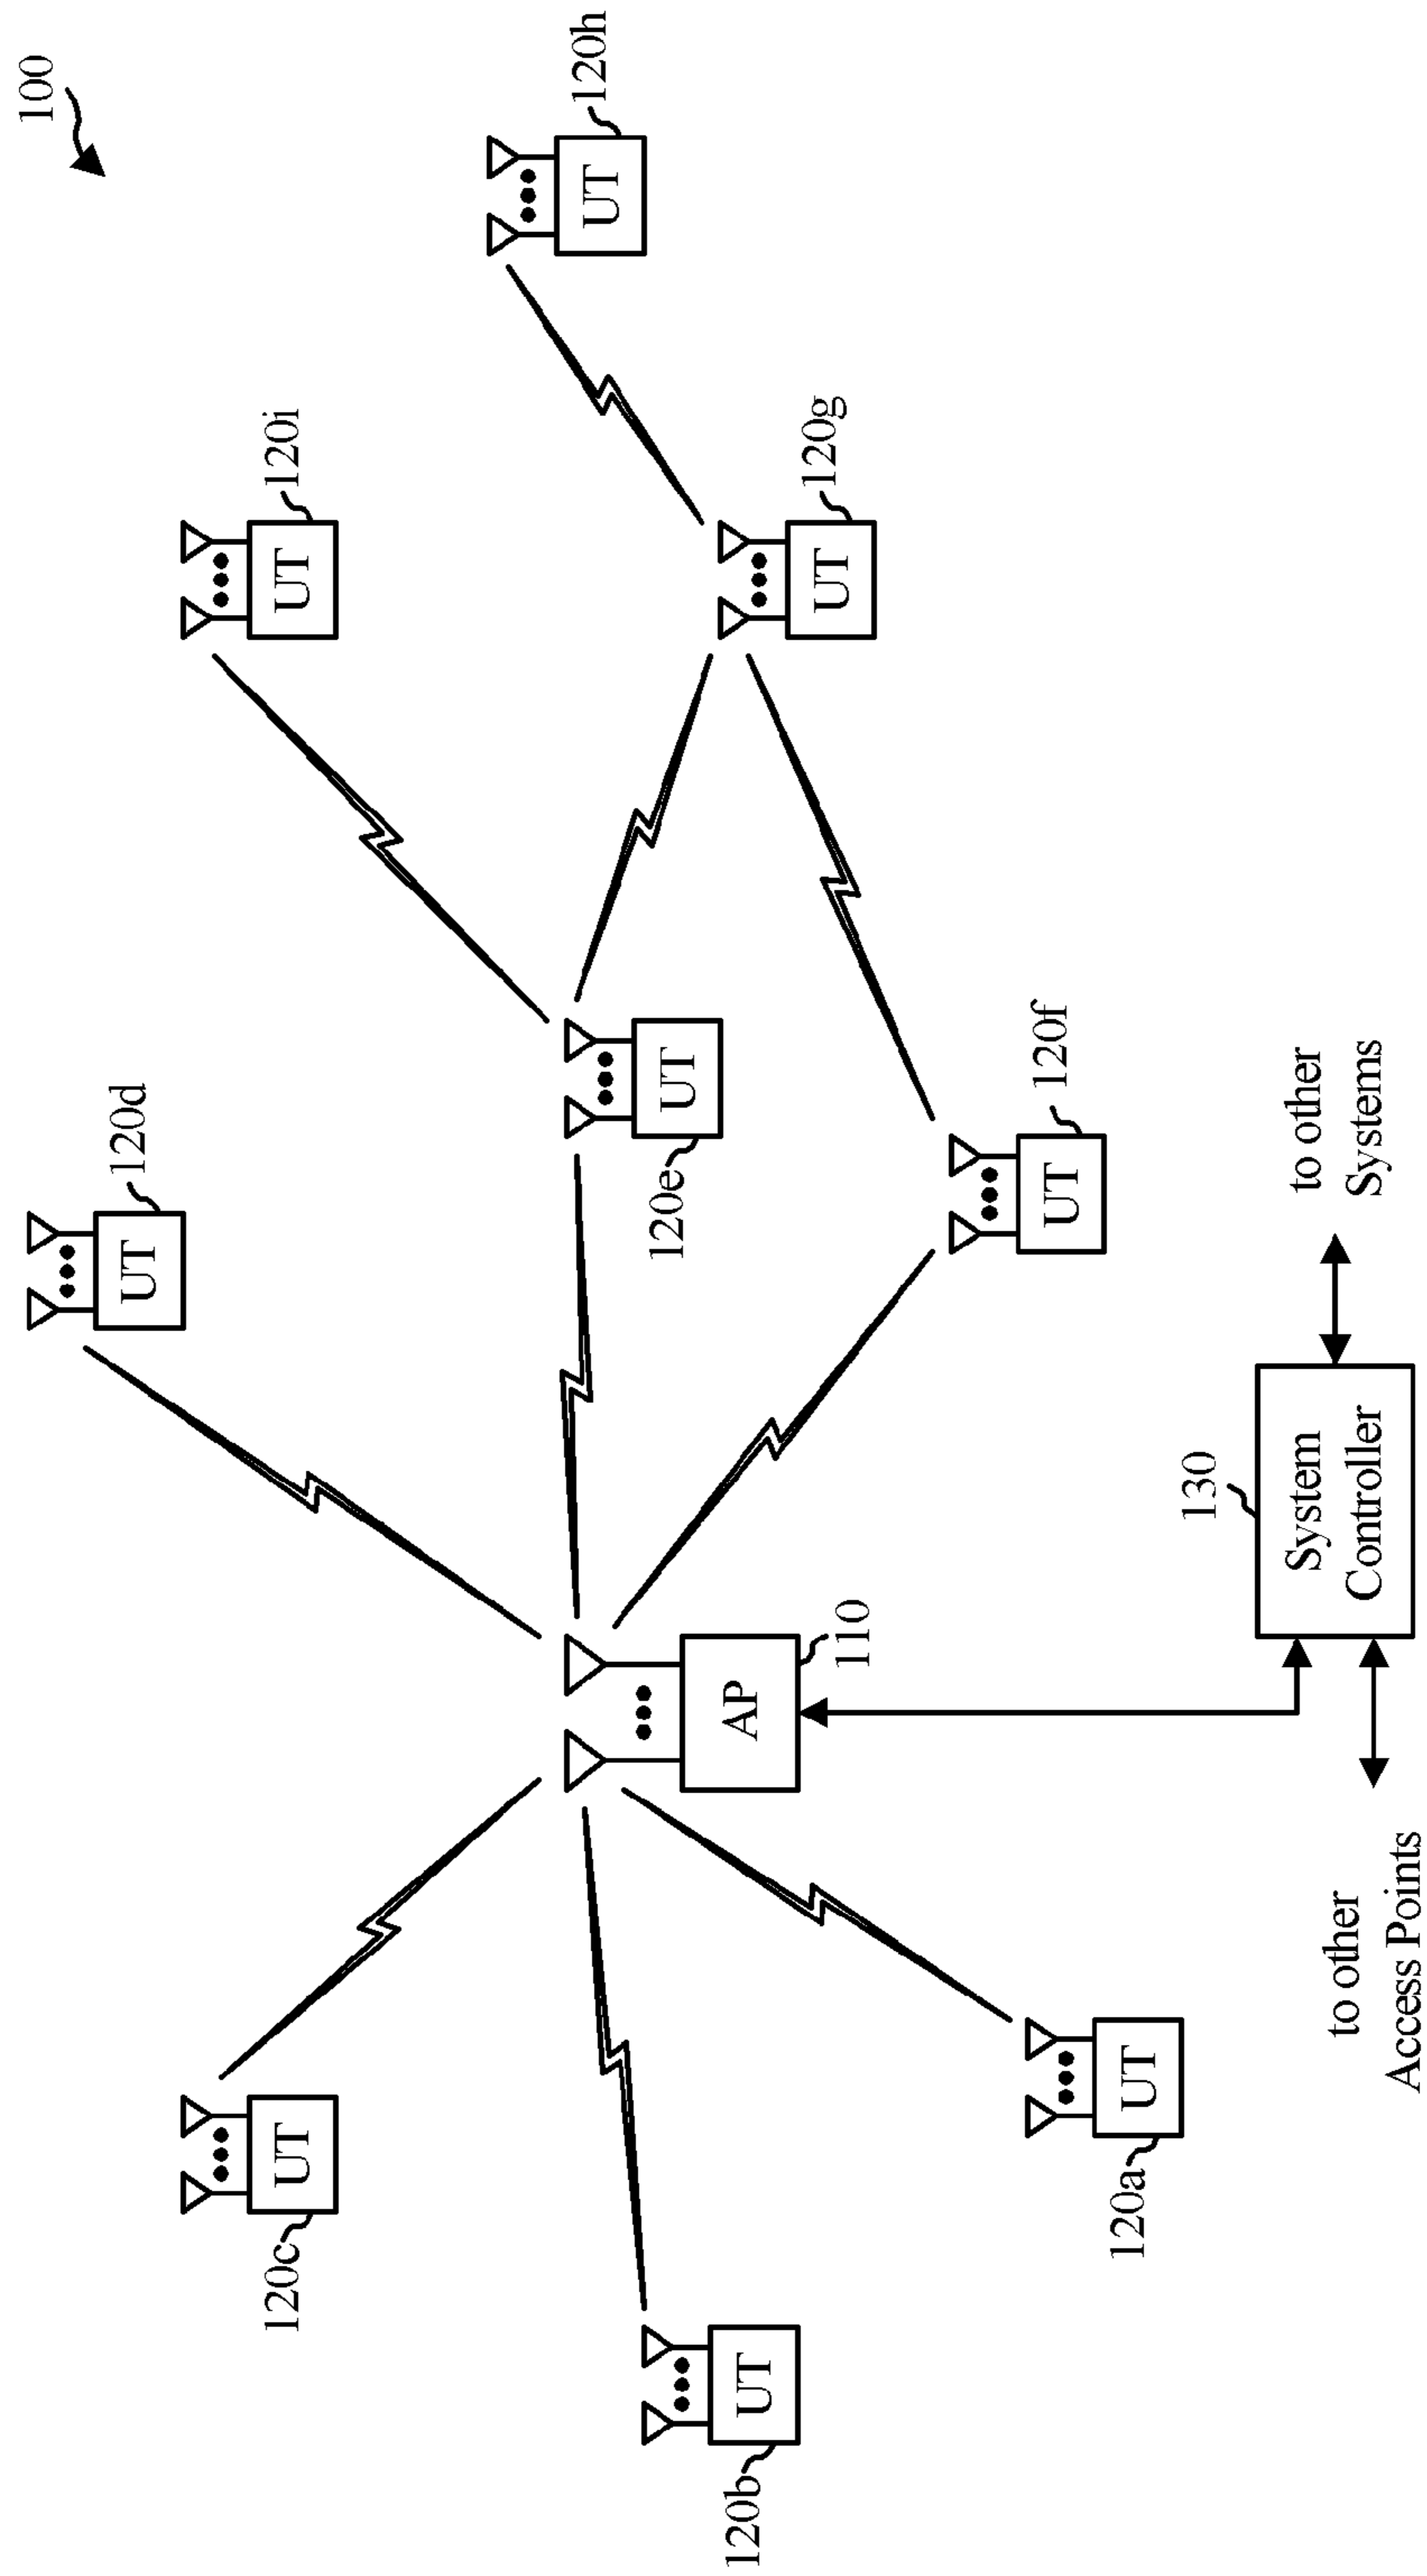 100
120d
UT
120i
UT
120c
UT
120h
UT
120e
UT
120b
UT
AP
110
120g
UT
120f
UT
120a
UT
130
System
Controller
to other
Systems
to other
Access Points